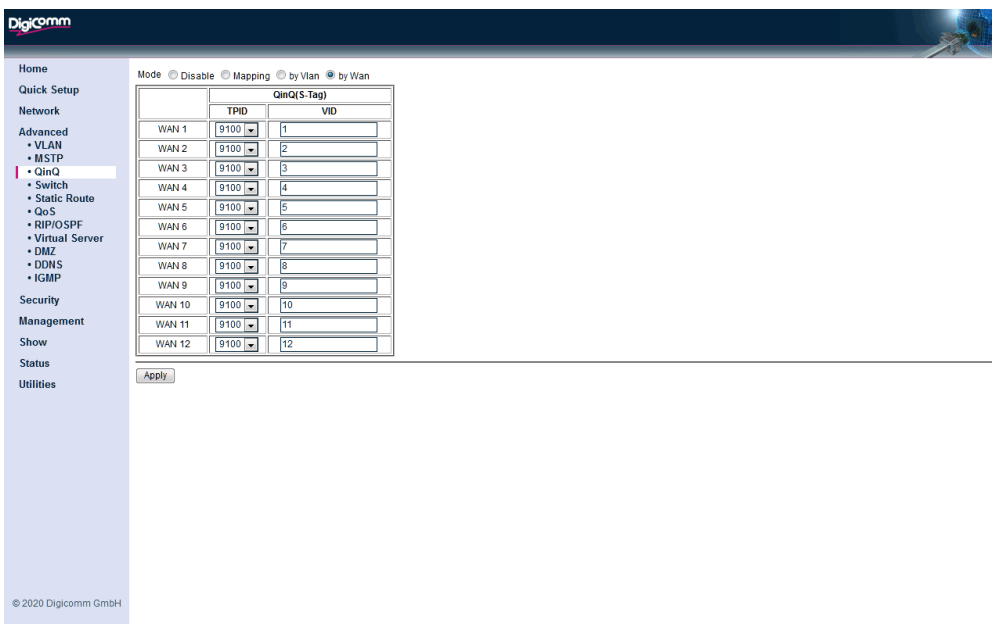 Digicomm
Home
Quick Setup
Network
Advanced
• VLAN
• MSTP
• QinQ
• Switch
• Static Route
• QoS
• RIP/OSPF
• Virtual Server
• DMZ
• DDNS
• IGMP
Security
Management
Show
Status
Utilities
© 2020 Digicomm GmbH
Mode Disable Mapping by Vlan by Wan
QinQ(S-Tag)
TPID VID
WAN 1 9100 1
WAN 2 9100 2
WAN 3 9100 3
WAN 4 9100 4
WAN 5 9100 5
WAN 6 9100 6
WAN 7 9100 7
WAN 8 9100 8
WAN 9 9100 9
WAN 10 9100 10
WAN 11 9100 11
WAN 12 9100 12
Apply